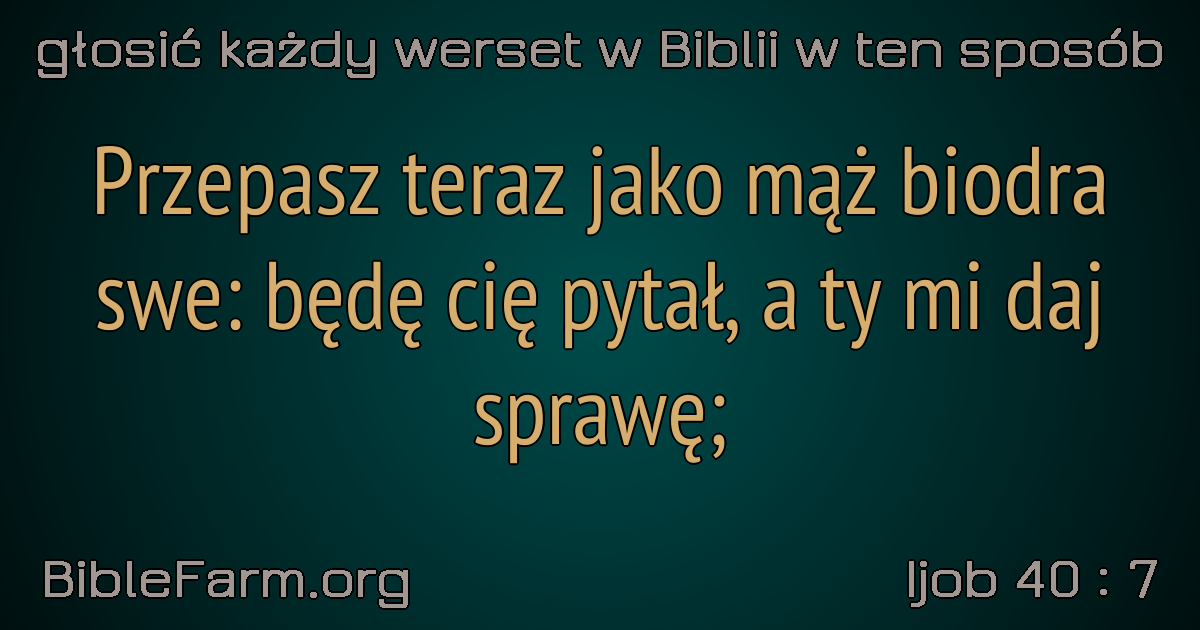 głosić każdy werset w Biblii w ten sposób
Przepasz teraz jako mąż biodra
swe: będę cię pytał, a ty mi daj
sprawę;
BibleFarm.org
Ijob 40 : 7